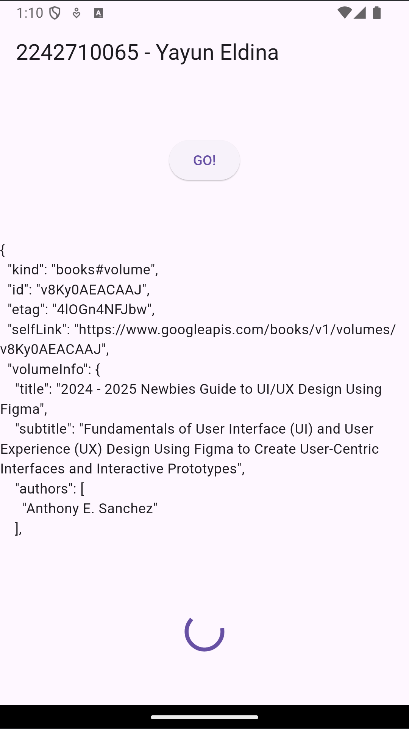 1:10
2242710065 - Yayun Eldina
GO!
{
"kind": "books#volume",
"id": "v8Ky0AEACAAJ",
"etag": "4lOGn4NFJbw",
"selfLink": "https://www.googleapis.com/books/v1/volumes/
v8Ky0AEACAAJ",
"volumeInfo": {
"title": "2024 - 2025 Newbies Guide to UI/UX Design Using
Figma",
"subtitle": "Fundamentals of User Interface (UI) and User
Experience (UX) Design Using Figma to Create User-Centric
Interfaces and Interactive Prototypes",
"authors": [
"Anthony E. Sanchez"
],